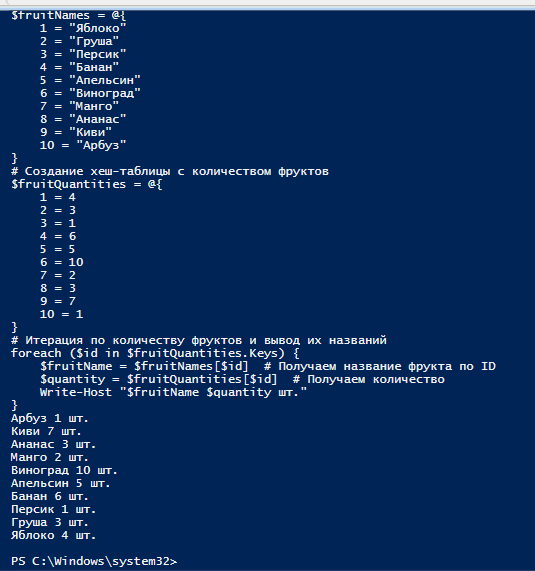 $fruitNames = @{
    1 = "Яблоко"
    2 = "Груша"
    3 = "Персик"
    4 = "Банан"
    5 = "Апельсин"
    6 = "Виноград"
    7 = "Манго"
    8 = "Ананас"
    9 = "Киви"
    10 = "Арбуз"
}
# Создание хеш-таблицы с количеством фруктов
$fruitQuantities = @{
    1 = 4
    2 = 3
    3 = 1
    4 = 6
    5 = 5
    6 = 10
    7 = 2
    8 = 3
    9 = 7
    10 = 1
}
# Итерация по количеству фруктов и вывод их названий
foreach ($id in $fruitQuantities.Keys) {
    $fruitName = $fruitNames[$id]  # Получаем название фрукта по ID
    $quantity = $fruitQuantities[$id]  # Получаем количество
    Write-Host "$fruitName $quantity шт."
}
Арбуз 1 шт.
Киви 7 шт.
Ананас 3 шт.
Манго 2 шт.
Виноград 10 шт.
Апельсин 5 шт.
Банан 6 шт.
Персик 1 шт.
Груша 3 шт.
Яблоко 4 шт.

PS C:\Windows\system32>